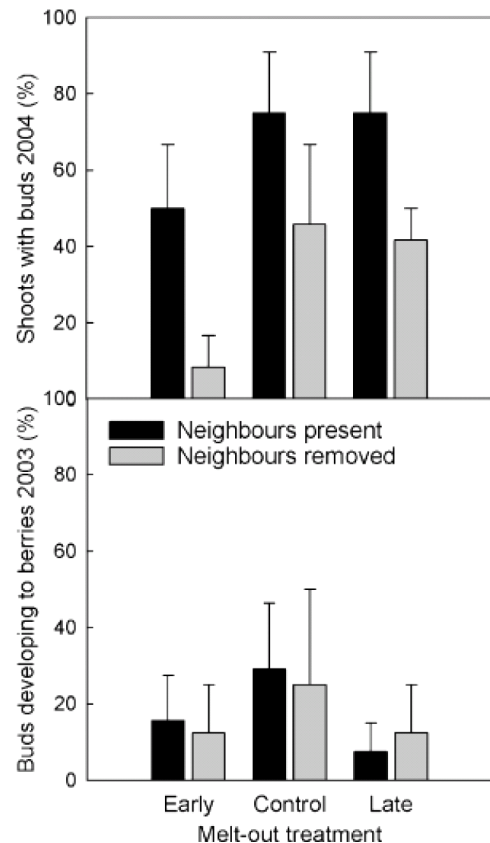 Shoots with buds 2004 (%)
100
80
60
40
20
100
Buds developing to berries 2003 (%)
80
60
40
20
0
Neighbours present
Neighbours removed
Early Control Late
Melt-out treatment